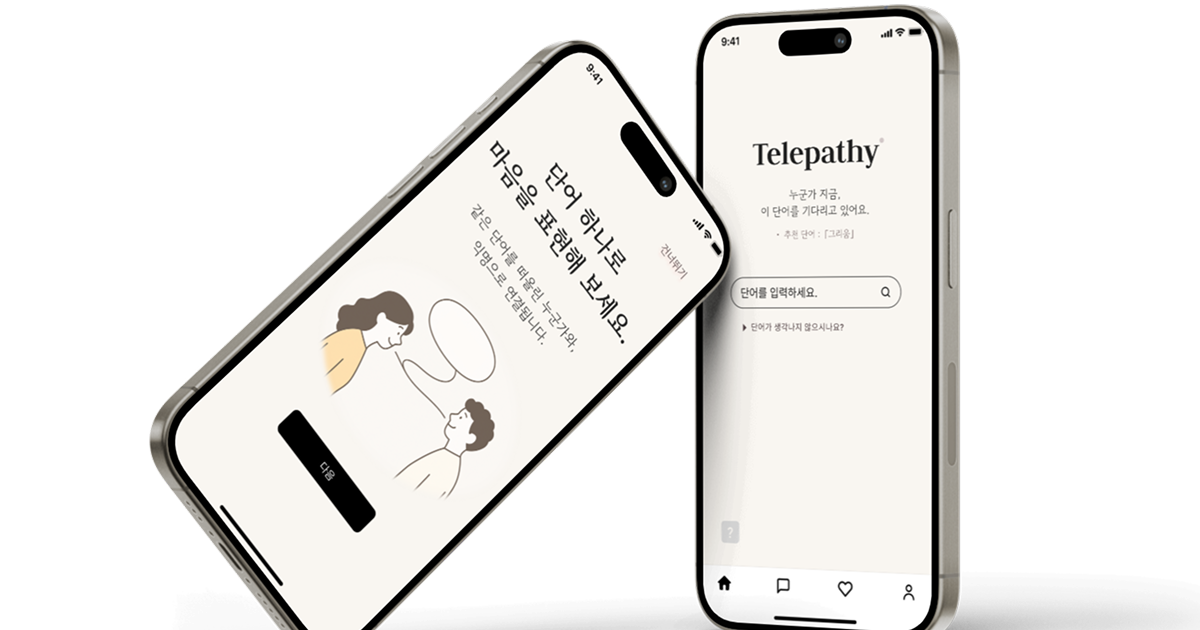 9:41
건너뛰기
단어 하나로
마음을 표현해 보세요.
같은 단어를 떠올린 누군가와,
익명으로 연결됩니다.
다음
9:41
Telepathy®
누군가 지금,
이 단어를 기다리고 있어요.
• 추천 단어 : 「그리움」
단어를 입력하세요.
단어가 생각나지 않으시나요?
?